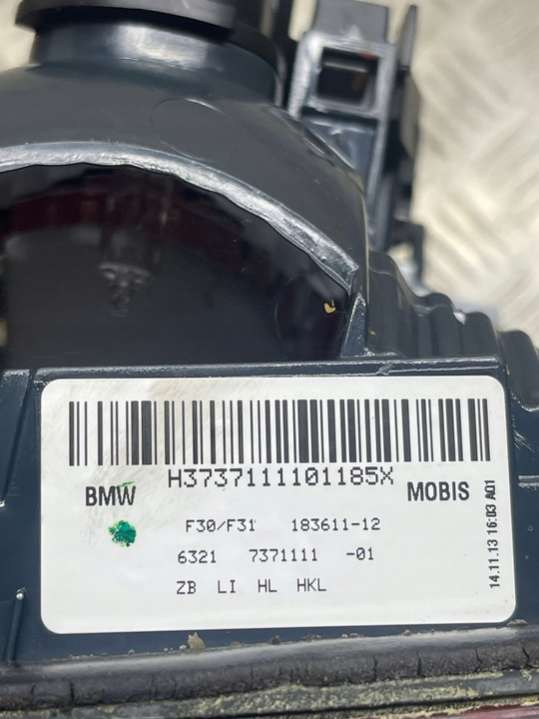 H37371111101185X
BMW MOBIS
F30/F31 183611-12
6321 7371111 -01
ZB LI HL HKL
14.11.13 16:03 A01